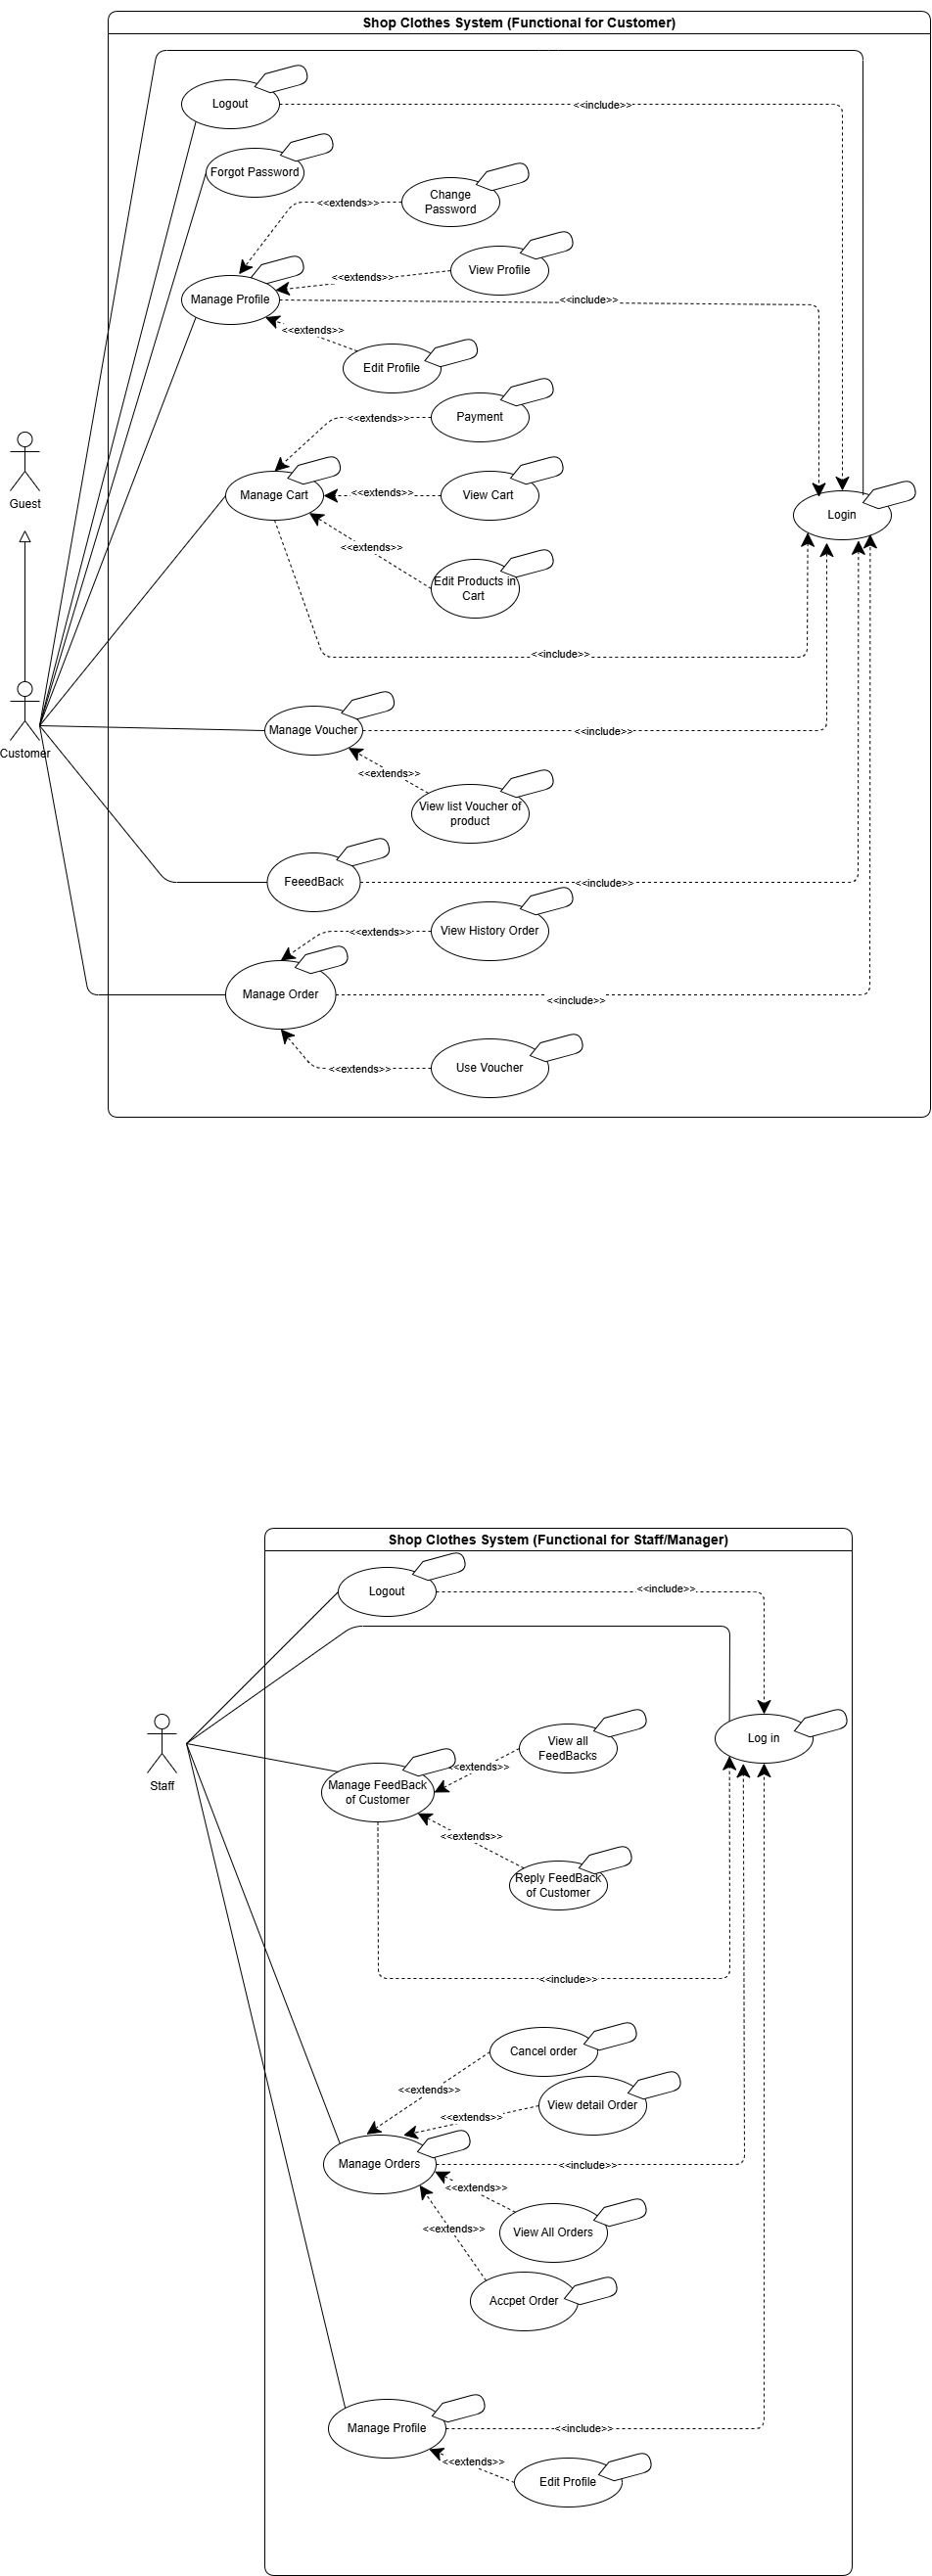 Shop Clothes System (Functional for Customer)
Logout
<<include>>
Forgot Password
Change
Password
<<extends>>
View Profile
<<extends>>
Manage Profile
<<include>>
<<extends>>
Edit Profile
Payment
<<extends>>
Guest
Manage Cart
<<extends>>
View Cart
Login
<<extends>>
Edit Products in
Cart
<<include>>
Customer
Manage Voucher
<<include>>
<<extends>>
View list Voucher of
product
FeeedBack
<<include>>
View History Order
<<extends>>
Manage Order
<<include>>
Use Voucher
<<extends>>
Shop Clothes System (Functional for Staff/Manager)
Logout
<<include>>
Staff
View all
FeedBacks
Log in
<<extends>>
Manage FeedBack
of Customer
<<extends>>
Reply FeedBack
of Customer
<<include>>
Cancel order
<<extends>>
View detail Order
<<extends>>
Manage Orders
<<include>>
<<extends>>
View All Orders
<<extends>>
Accpet Order
Manage Profile
<<include>>
<<extends>>
Edit Profile